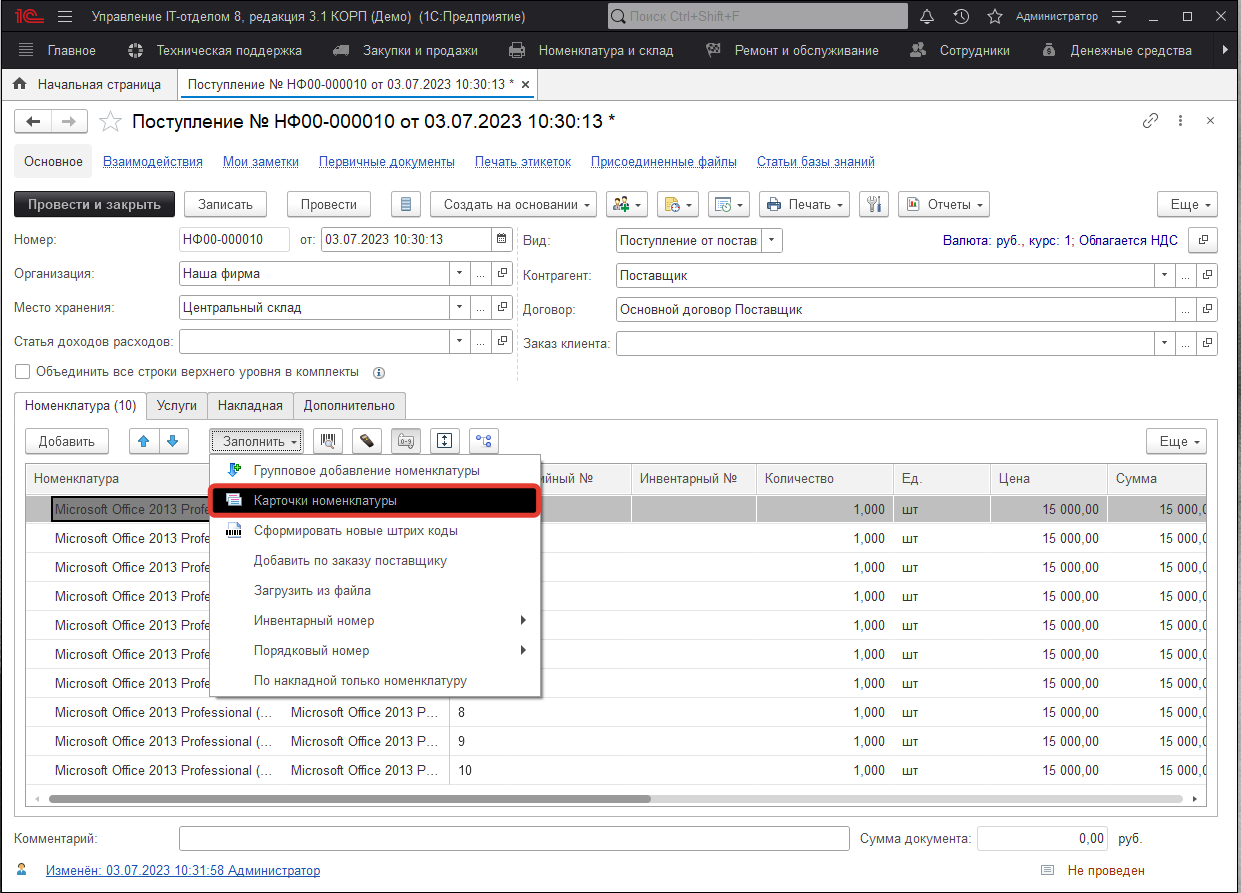 Управление IT-отделом 8, редакция 3.1 КОРП (Демо) (1С:Предприятие)
Поиск Ctrl+Shift+F
Администратор
Главное Техническая поддержка Закупки и продажи Номенклатура и склад Ремонт и обслуживание Сотрудники Денежные средства
Начальная страница Поступление № НФ00-000010 от 03.07.2023 10:30:13 *
Поступление № НФ00-000010 от 03.07.2023 10:30:13 *
Основное Взаимодействия Мои заметки Первичные документы Печать этикеток Присоединенные файлы Статьи базы знаний
Провести и закрыть Записать Провести Создать на основании Печать Отчеты Еще
Номер: НФ00-000010 от: 03.07.2023 10:30:13 Вид: Поступление от постав Валюта: руб., курс: 1; Облагается НДС
Организация: Наша фирма Контрагент: Поставщик
Место хранения: Центральный склад Договор: Основной договор Поставщик
Статья доходов расходов: Заказ клиента:
Объединить все строки верхнего уровня в комплекты
Номенклатура (10) Услуги Накладная Дополнительно
Добавить Заполнить Еще
Номенклатура ийный № Инвентарный № Количество Ед. Цена Сумма
Групповое добавление номенклатуры
Карточки номенклатуры
Сформировать новые штрих коды
Добавить по заказу поставщику
Загрузить из файла
Инвентарный номер
Порядковый номер
По накладной только номенклатуру
Microsoft Office 2013 Profe 1,000 шт 15 000,00 15 000,0
Microsoft Office 2013 Profe 1,000 шт 15 000,00 15 000,0
Microsoft Office 2013 Profe 1,000 шт 15 000,00 15 000,0
Microsoft Office 2013 Profe 1,000 шт 15 000,00 15 000,0
Microsoft Office 2013 Profe 1,000 шт 15 000,00 15 000,0
Microsoft Office 2013 Profe 1,000 шт 15 000,00 15 000,0
Microsoft Office 2013 Profe 1,000 шт 15 000,00 15 000,0
Microsoft Office 2013 Professional (... Microsoft Office 2013 P... 8 1,000 шт 15 000,00 15 000,0
Microsoft Office 2013 Professional (... Microsoft Office 2013 P... 9 1,000 шт 15 000,00 15 000,0
Microsoft Office 2013 Professional (... Microsoft Office 2013 P... 10 1,000 шт 15 000,00 15 000,0
Комментарий: Сумма документа: 0,00 руб.
Изменён: 03.07.2023 10:31:58 Администратор Не проведен